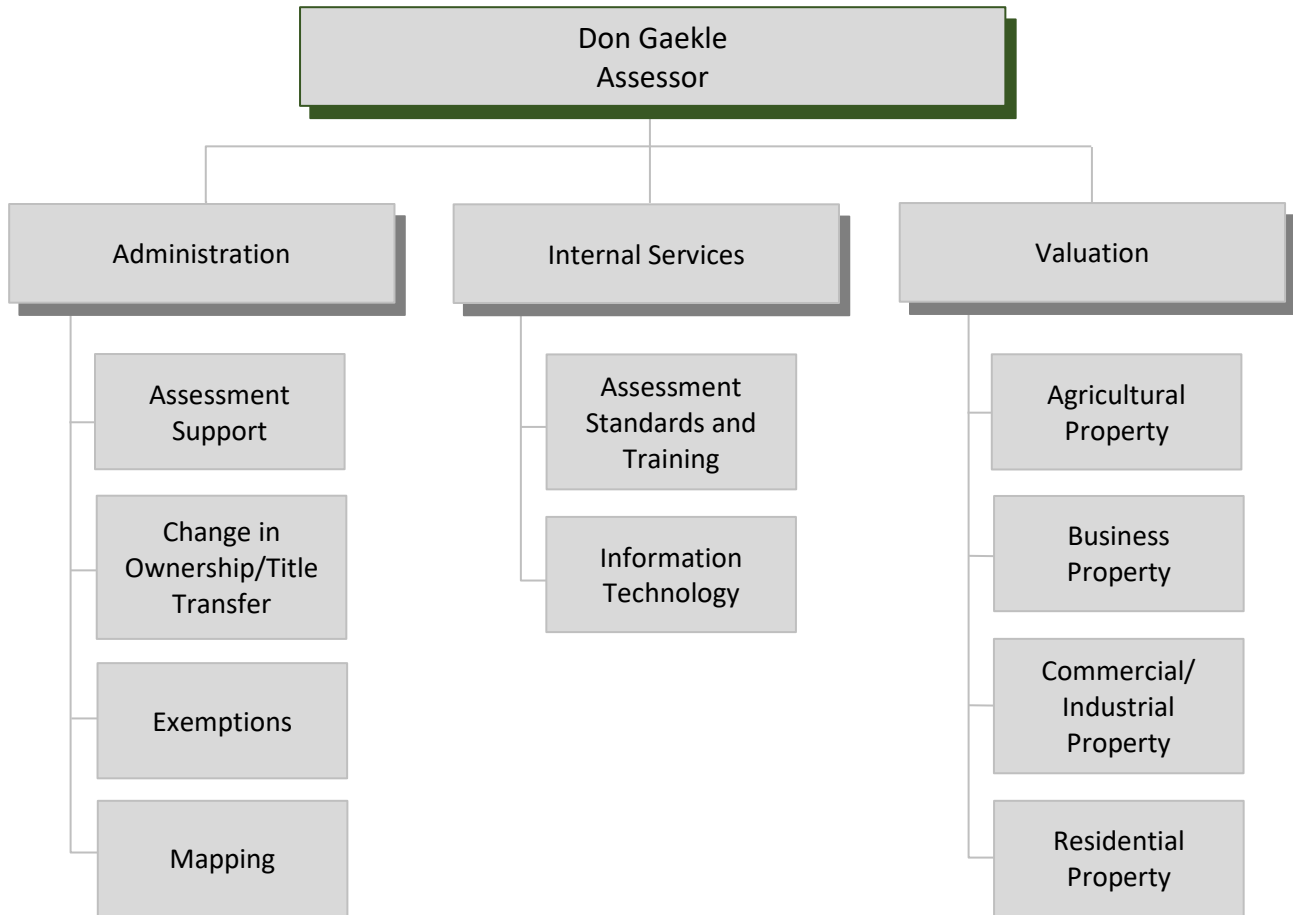 Don Gaekle
Assessor
Administration
Assessment
Support
Change in
Ownership/Title
Transfer
Exemptions
Mapping
Internal Services
Assessment
Standards and
Training
Information
Technology
Valuation
Agricultural
Property
Business
Property
Commercial/
Industrial
Property
Residential
Property